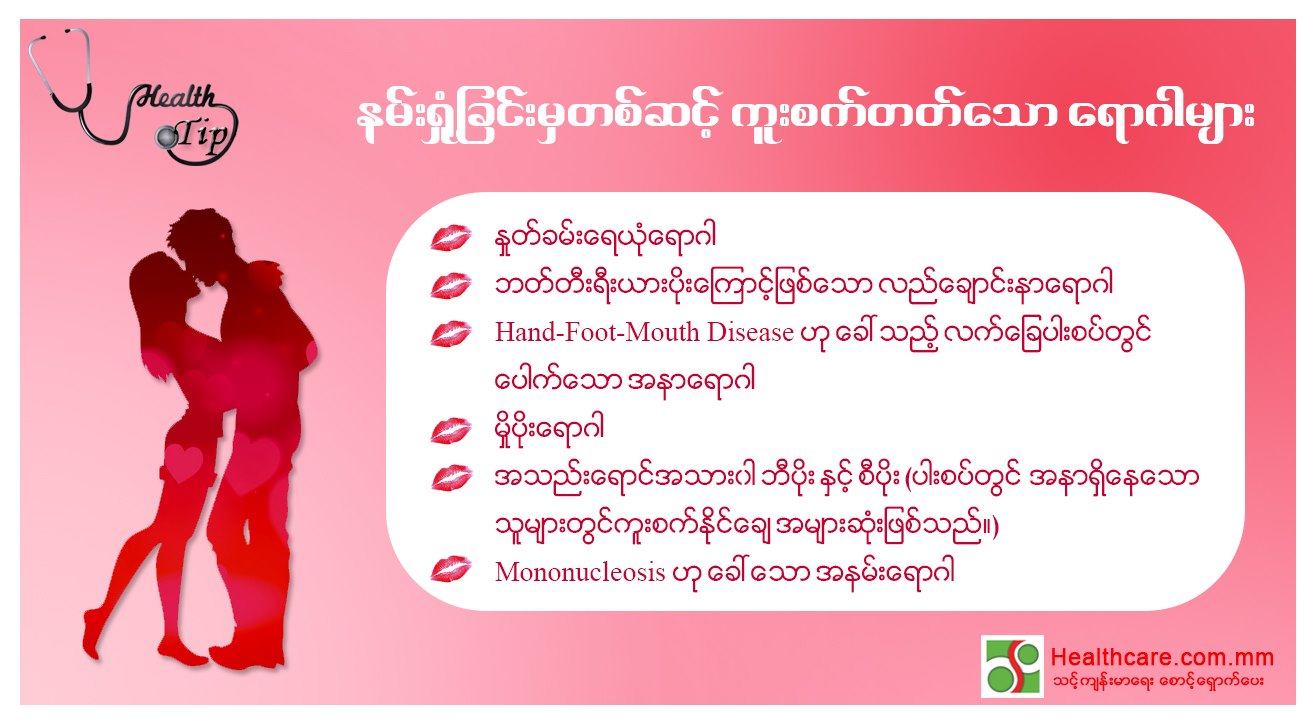 Health
Tip
နမ်းရှုံ့ခြင်းမှတစ်ဆင့် ကူးစက်တတ်သော ရောဂါများ
နှုတ်ခမ်းရေယုံရောဂါ
ဘတ်တီးရီးယားပိုးကြောင့်ဖြစ်သော လည်ချောင်းနာရောဂါ
Hand-Foot-Mouth Disease ဟု ခေါ်သည့် လက်ခြေပါးစပ်တွင်
ပေါက်သော အနာရောဂါ
မှိုပိုးရောဂါ
အသည်းရောင်အသားဝါ ဘီပိုး နှင့် စီပိုး (ပါးစပ်တွင် အနာရှိနေသော
သူများတွင်ကူးစက်နိုင်ချေ အများဆုံးဖြစ်သည်။)
Mononucleosis ဟု ခေါ်သော အနမ်းရောဂါ
Healthcare.com.mm
သင့်ကျန်းမာရေး စောင့်ရှောက်ပေး